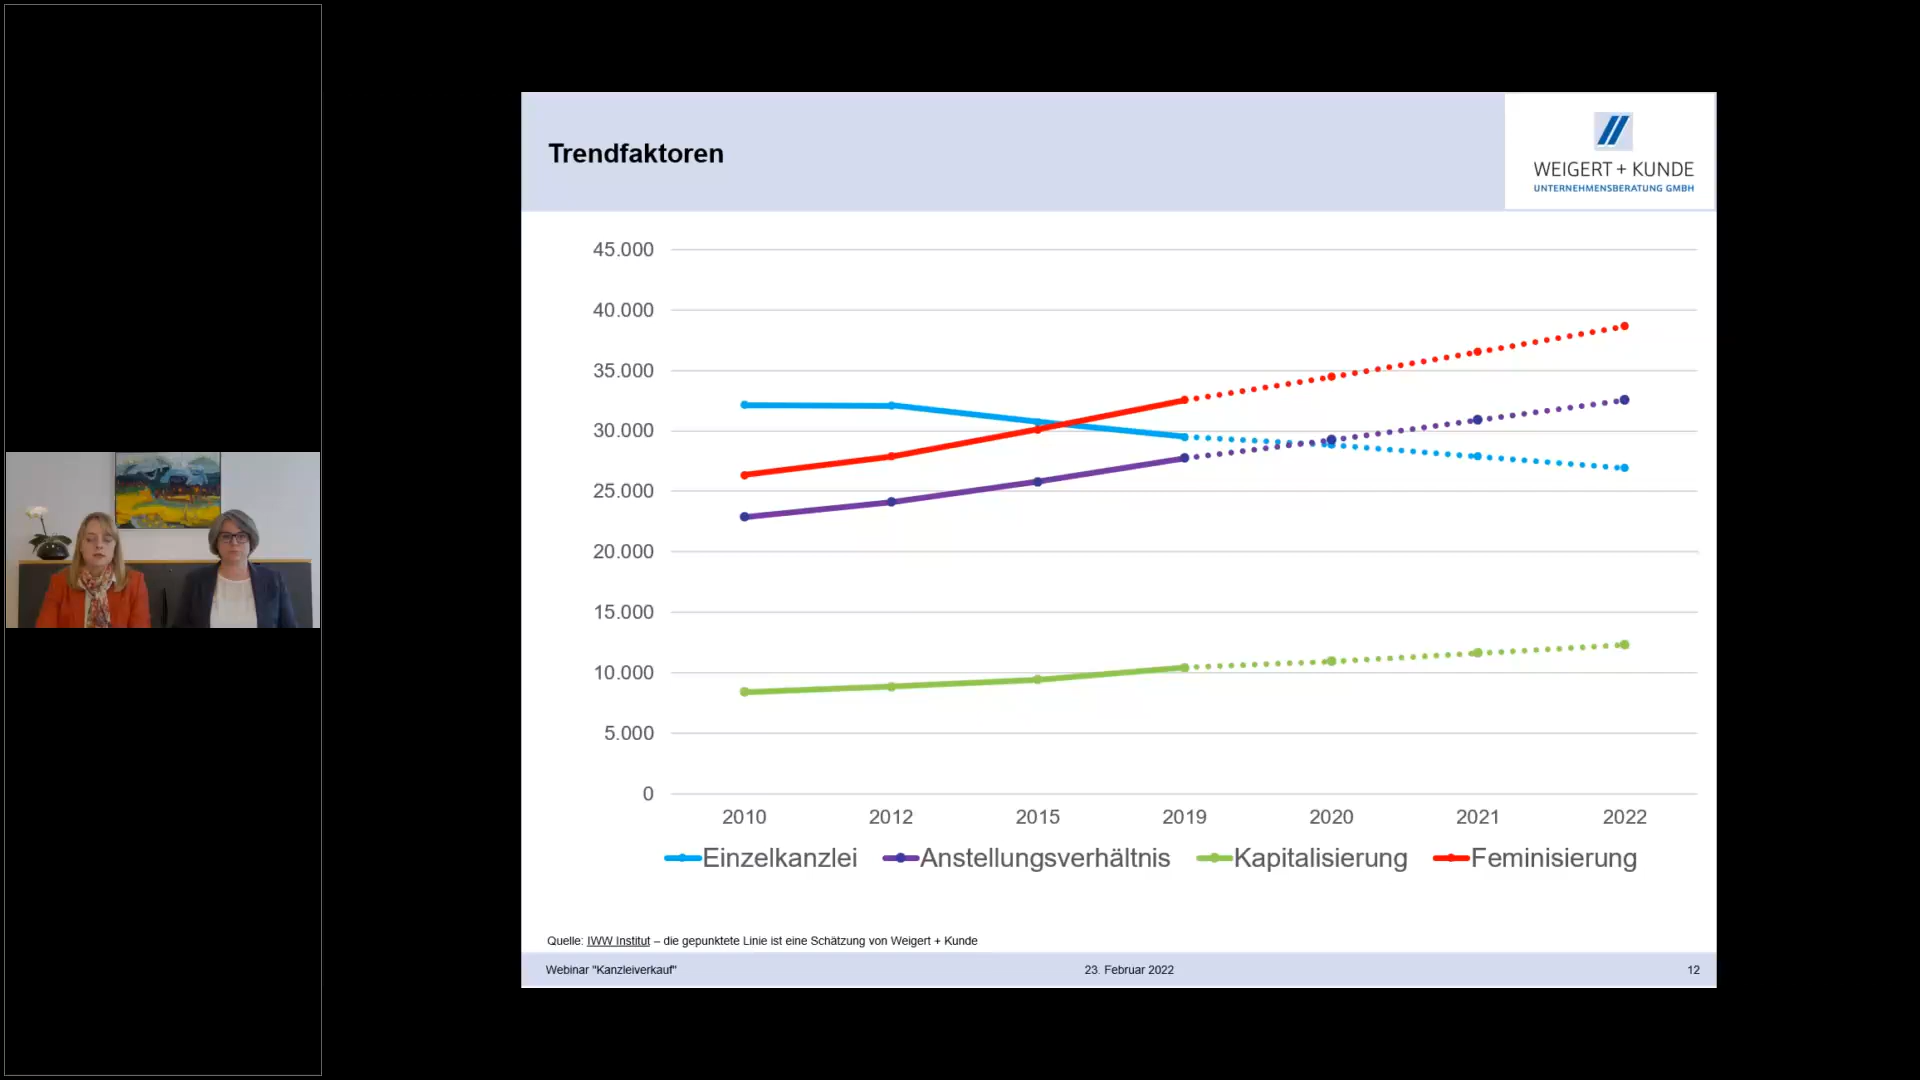 Trendfaktoren
WEIGERT + KUNDE
UNTERNEHMENSBERATUNG GMBH
45.000
40.000
35.000
30.000
25.000
20.000
15.000
10.000
5.000
0
2010 2012 2015 2019 2020 2021 2022
Einzelkanzlei Anstellungsverhältnis Kapitalisierung Feminisierung
Quelle: IWW Institut – die gepunktete Linie ist eine Schätzung von Weigert + Kunde
Webinar "Kanzleiverkauf" 23. Februar 2022 12